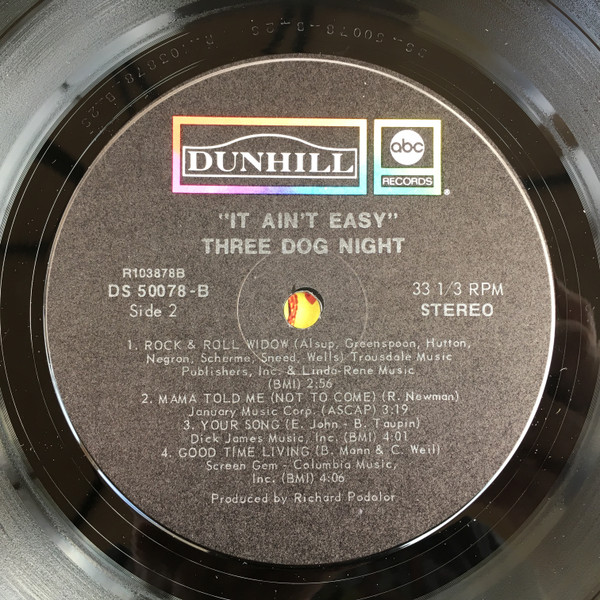 DUNHILL
abc
RECORDS
®
"IT AIN'T EASY"
THREE DOG NIGHT
R103878B
DS 50078-B
33 1/3 RPM
Side 2
STEREO
1. ROCK & ROLL WIDOW (Alsup, Greenspoon, Hutton,
Negron, Scherme, Sneed, Wells) Trousdale Music
Publishers, Inc. & Lindo-Rene Music
(BMI) 2:56
2. MAMA TOLD ME (NOT TO COME) (R. Newman)
January Music Corp. (ASCAP) 3:19
3. YOUR SONG (E. John - B. Taupin)
Dick James Music, Inc. (BMI) 4:01
4. GOOD TIME LIVING (B. Mann & C. Weil)
Screen Gem - Columbia Music,
Inc. (BMI) 4:06
Produced by Richard Podolor